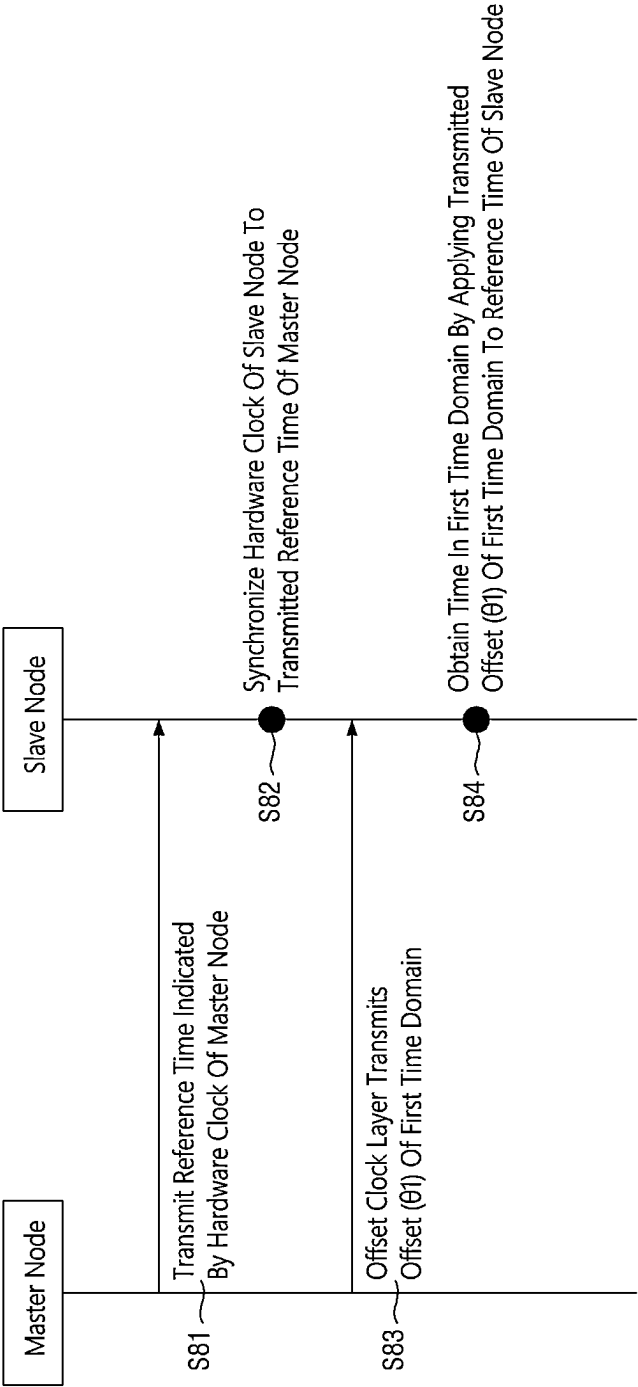 Master Node
Slave Node
S81
Transmit Reference Time Indicated
By Hardware Clock Of Master Node
S82
Synchronize Hardware Clock Of Slave Node To
Transmitted Reference Time Of Master Node
S83
Offset Clock Layer Transmits
Offset (θ1) Of First Time Domain
S84
Obtain Time In First Time Domain By Applying Transmitted
Offset (θ1) Of First Time Domain To Reference Time Of Slave Node